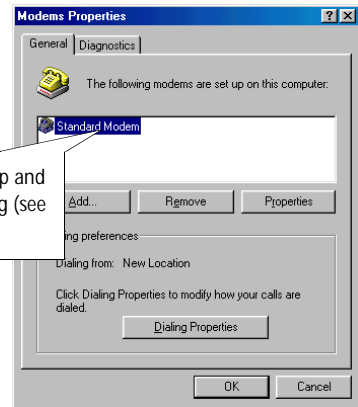 Modems Properties
General Diagnostics
The following modems are set up on this computer:
Standard Modem
p and
g (see
Add... Remove Properties
ing preferences
Dialing from: New Location
Click Dialing Properties to modify how your calls are
dialed.
Dialing Properties
OK Cancel